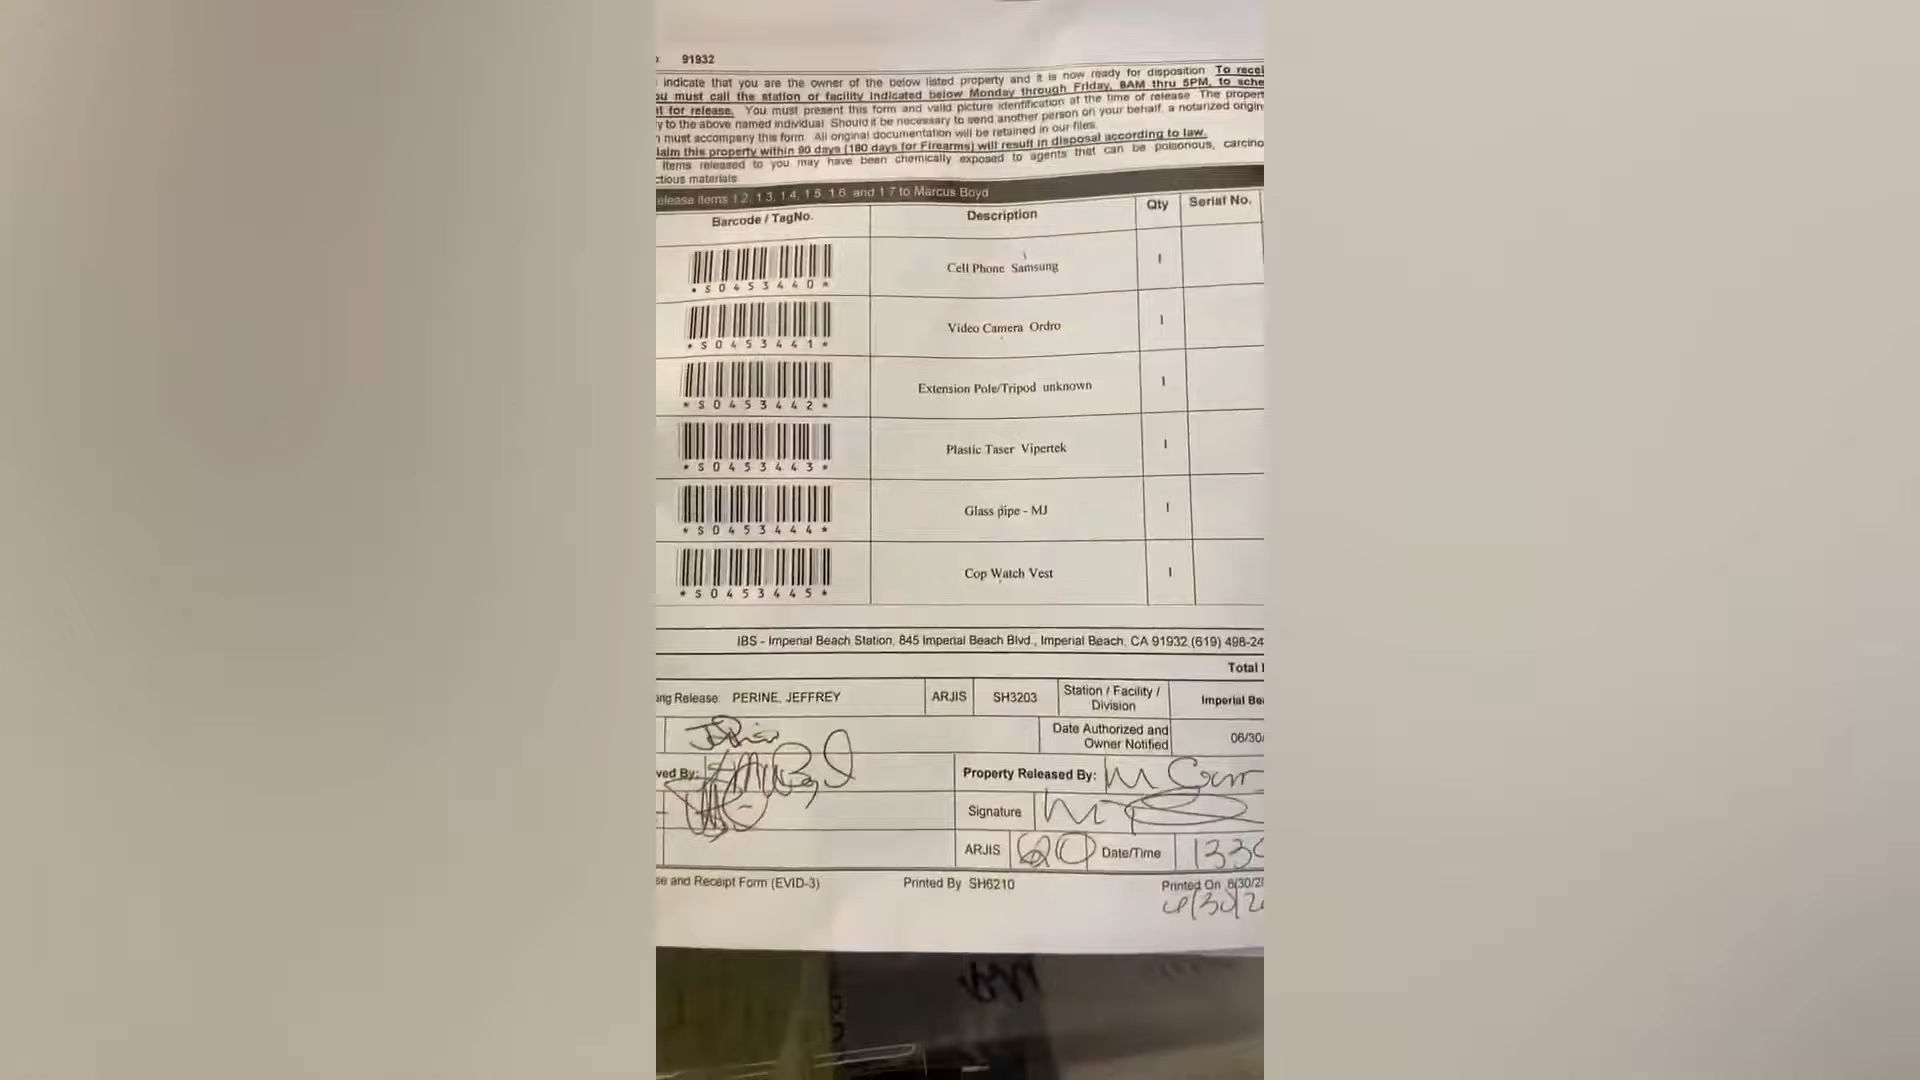 91932
indicate that you are the owner of the below listed property and it is now ready for disposition To recei
ou must call the station or facility indicated below Monday through Friday, 8AM thru 5PM, to sche
t for release. You must present this form and valid picture identification at the time of release The propert
y to the above named individual Should it be necessary to send another person on your behalf, a notarized origin
n must accompany this form. All original documentation will be retained in our files.
laim this property within 90 days (180 days for Firearms) will result in disposal according to law.
Items released to you may have been chemically exposed to agents that can be poisonous, carcino
ctious materials
elease items 1.2, 1.3, 1.4, 1.5, 1.6, and 1.7 to Marcus Boyd
Barcode / TagNo. Description Qty Serial No.
*S0453440* Cell Phone Samsung 1
*S0453441* Video Camera Ordro 1
*S0453442* Extension Pole/Tripod unknown 1
*S0453443* Plastic Taser Vipertek 1
*S0453444* Glass pipe - MJ 1
*S0453445* Cop Watch Vest 1
IBS - Imperial Beach Station, 845 Imperial Beach Blvd., Imperial Beach, CA 91932 (619) 498-24
Total
ing Release: PERINE, JEFFREY ARJIS SH3203 Station / Facility / Division Imperial Be
Date Authorized and Owner Notified 06/30/
ved By: Property Released By:
Signature
ARJIS Date/Time 1330
se and Receipt Form (EVID-3) Printed By SH6210 Printed On 6/30/2
6/30/2